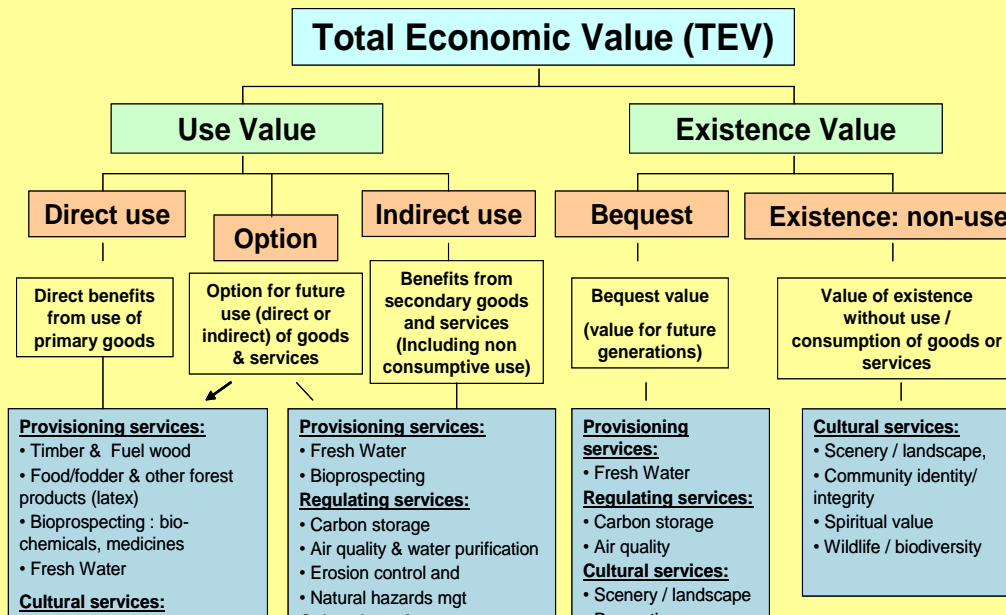 Total Economic Value (TEV)
Use Value
Existence Value
Direct use
Option
Indirect use
Bequest
Existence: non-use
Direct benefits
from use of
primary goods
Option for future
use (direct or
indirect) of goods
& services
Benefits from
secondary goods
and services
(Including non
consumptive use)
Bequest value
(value for future
generations)
Value of existence
without use /
consumption of goods or
services
Provisioning services:
• Timber & Fuel wood
• Food/fodder & other forest
products (latex)
• Bioprospecting : bio-
chemicals, medicines
• Fresh Water
Cultural services:
Provisioning services:
• Fresh Water
• Bioprospecting
Regulating services:
• Carbon storage
• Air quality & water purification
• Erosion control and
• Natural hazards mgt
Provisioning
services:
• Fresh Water
Regulating services:
• Carbon storage
• Air quality
Cultural services:
• Scenery / landscape
Cultural services:
• Scenery / landscape,
• Community identity/
integrity
• Spiritual value
• Wildlife / biodiversity